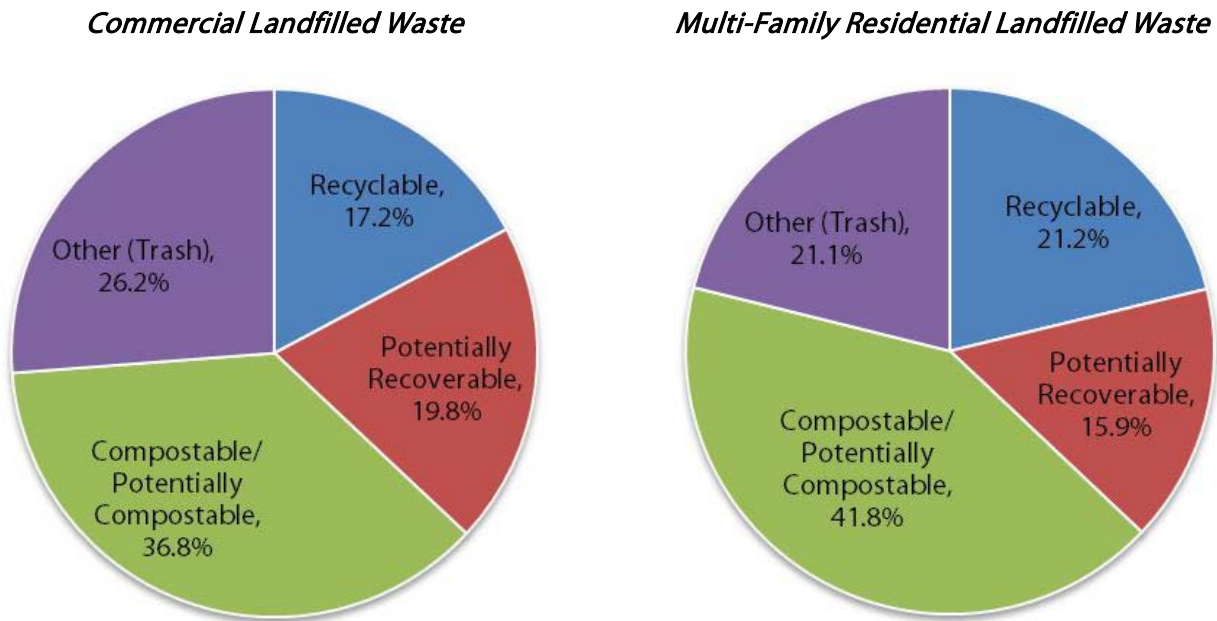 Commercial Landfilled Waste
Recyclable,
17.2%
Potentially
Recoverable,
19.8%
Compostable/
Potentially
Compostable,
36.8%
Other (Trash),
26.2%
Multi-Family Residential Landfilled Waste
Recyclable,
21.2%
Potentially
Recoverable,
15.9%
Compostable/
Potentially
Compostable,
41.8%
Other (Trash),
21.1%